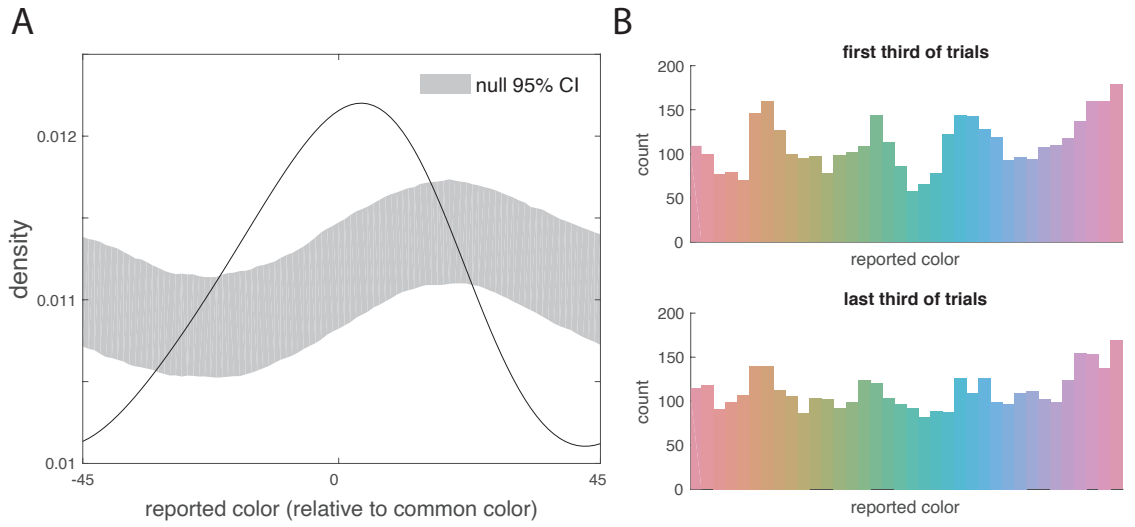 A
null 95% CI
0.012
0.011
0.01
density
-45
0
45
reported color (relative to common color)
B
first third of trials
200
150
100
50
0
count
reported color
last third of trials
200
150
100
50
0
count
reported color